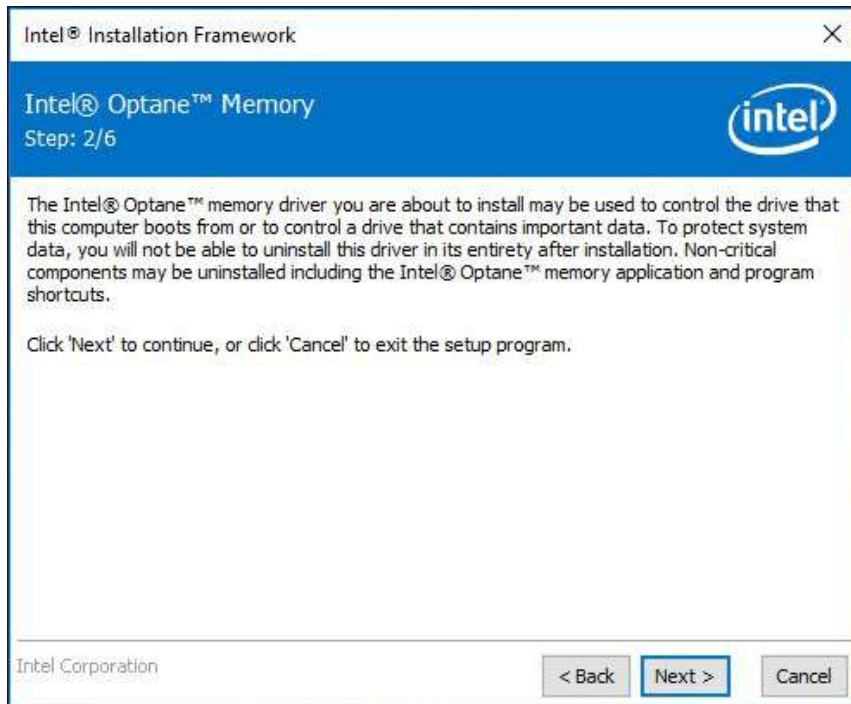 Intel® Installation Framework
Intel® Optane™ Memory
Step: 2/6
intel
The Intel® Optane™ memory driver you are about to install may be used to control the drive that
this computer boots from or to control a drive that contains important data. To protect system
data, you will not be able to uninstall this driver in its entirety after installation. Non-critical
components may be uninstalled including the Intel® Optane™ memory application and program
shortcuts.
Click 'Next' to continue, or click 'Cancel' to exit the setup program.
Intel Corporation
< Back
Next >
Cancel